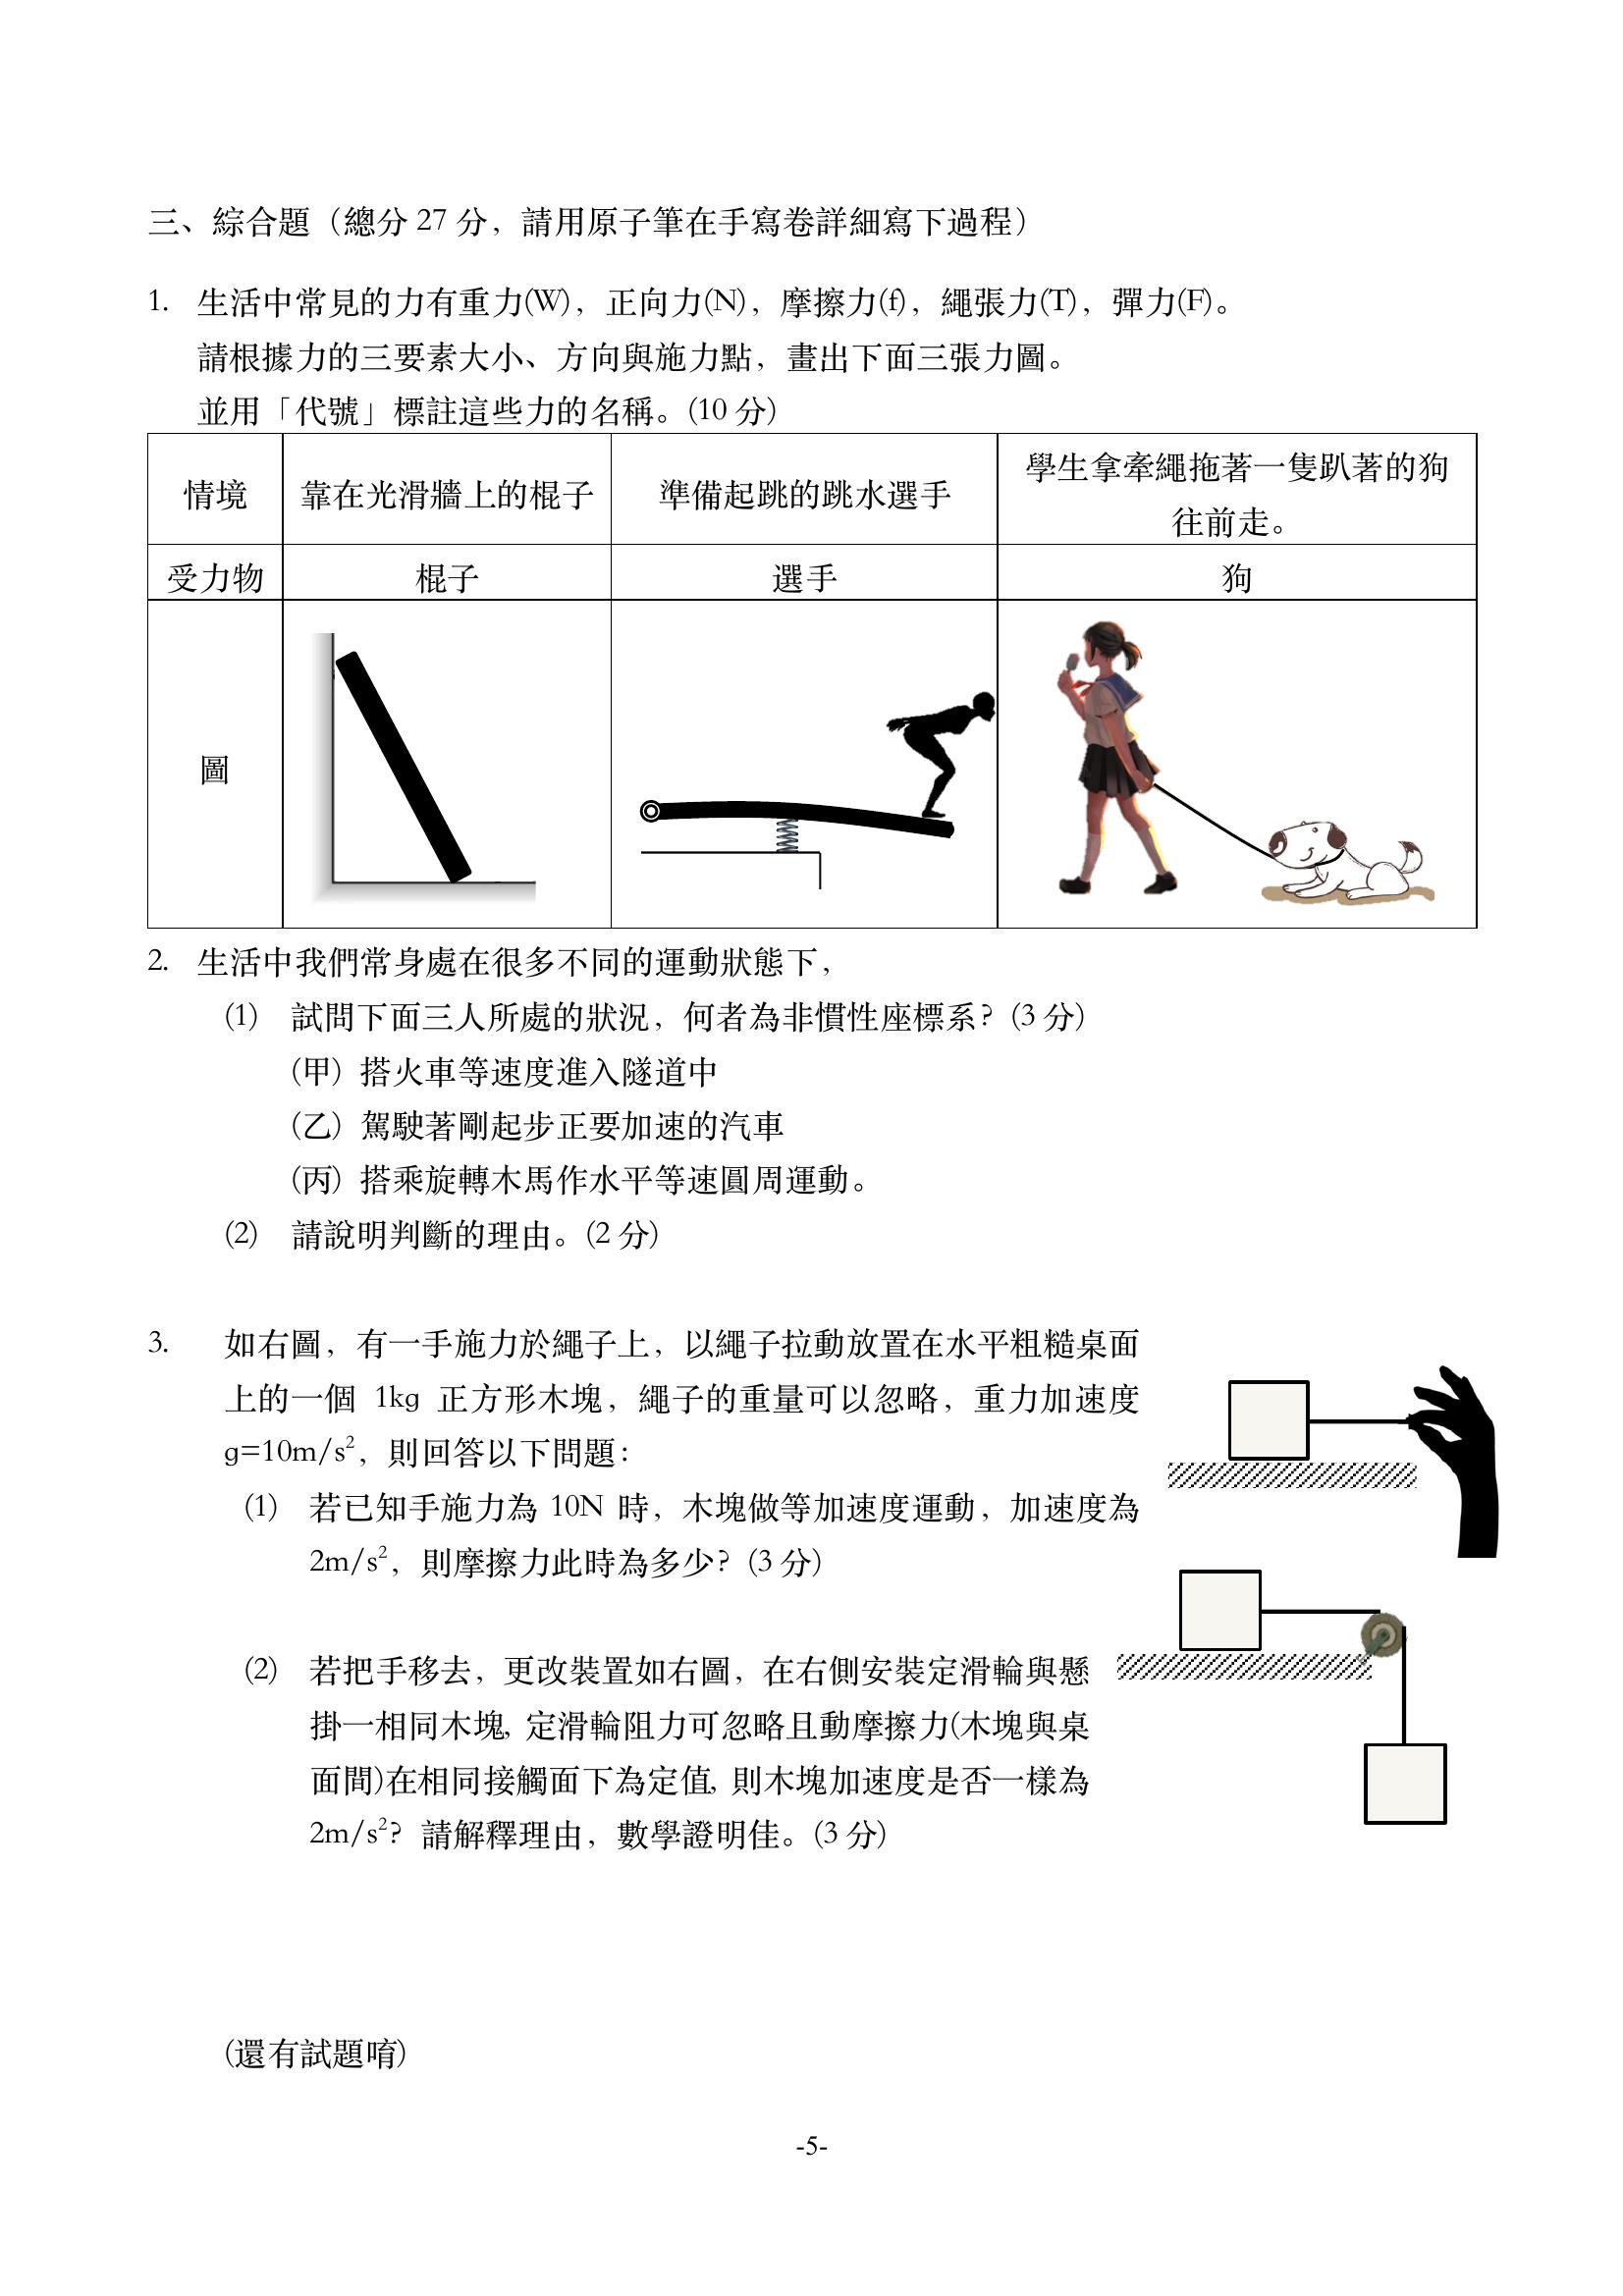 三、綜合題（總分 27 分，請用原子筆在手寫卷詳細寫下過程）
1. 生活中常見的力有重力(W)，正向力(N)，摩擦力(f)，繩張力(T)，彈力(F)。
請根據力的三要素大小、方向與施力點，畫出下面三張力圖。
並用「代號」標註這些力的名稱。(10 分)
情境 靠在光滑牆上的棍子 準備起跳的跳水選手 學生拿牽繩拖著一隻趴著的狗
往前走。
受力物 棍子 選手 狗
圖
2. 生活中我們常身處在很多不同的運動狀態下，
(1) 試問下面三人所處的狀況，何者為非慣性座標系？(3 分)
(甲) 搭火車等速度進入隧道中
(乙) 駕駛著剛起步正要加速的汽車
(丙) 搭乘旋轉木馬作水平等速圓周運動。
(2) 請說明判斷的理由。(2 分)
3. 如右圖，有一手施力於繩子上，以繩子拉動放置在水平粗糙桌面
上的一個 1kg 正方形木塊，繩子的重量可以忽略，重力加速度
g=10m/s²，則回答以下問題：
(1) 若已知手施力為 10N 時，木塊做等加速度運動，加速度為
2m/s²，則摩擦力此時為多少？(3 分)
(2) 若把手移去，更改裝置如右圖，在右側安裝定滑輪與懸
掛一相同木塊，定滑輪阻力可忽略且動摩擦力(木塊與桌
面間)在相同接觸面下為定值，則木塊加速度是否一樣為
2m/s²？請解釋理由，數學證明佳。(3 分)
(還有試題唷)
-5-